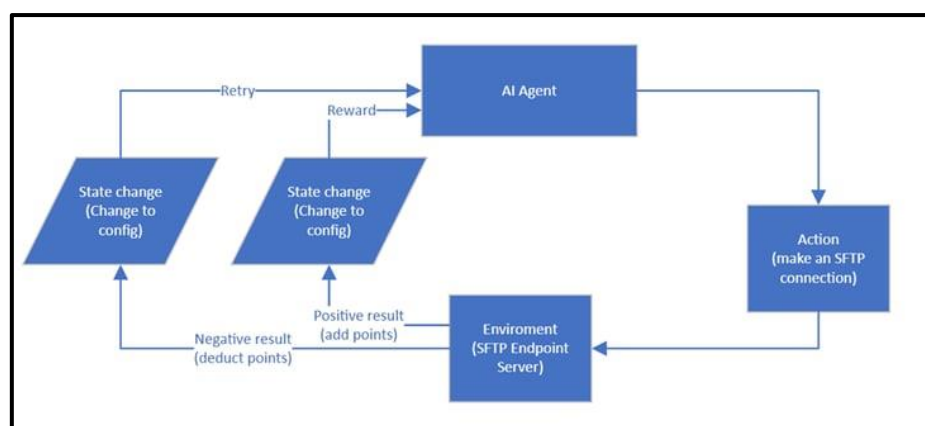 Retry
AI Agent
Reward
State change
(Change to
config)
State change
(Change to
config)
Action
(make an SFTP
connection)
Positive result
(add points)
Negative result
(deduct points)
Enviroment
(SFTP Endpoint
Server)